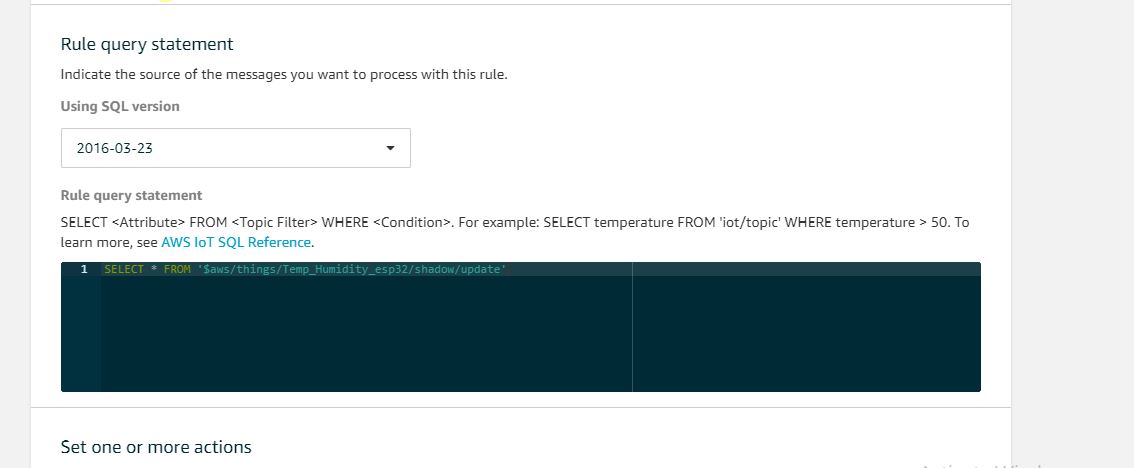 Rule query statement
Indicate the source of the messages you want to process with this rule.
Using SQL version
2016-03-23
Rule query statement
SELECT <Attribute> FROM <Topic Filter> WHERE <Condition>. For example: SELECT temperature FROM 'iot/topic' WHERE temperature > 50. To
learn more, see AWS IoT SQL Reference.
1 SELECT * FROM '$aws/things/Temp_Humidity_esp32/shadow/update'
Set one or more actions